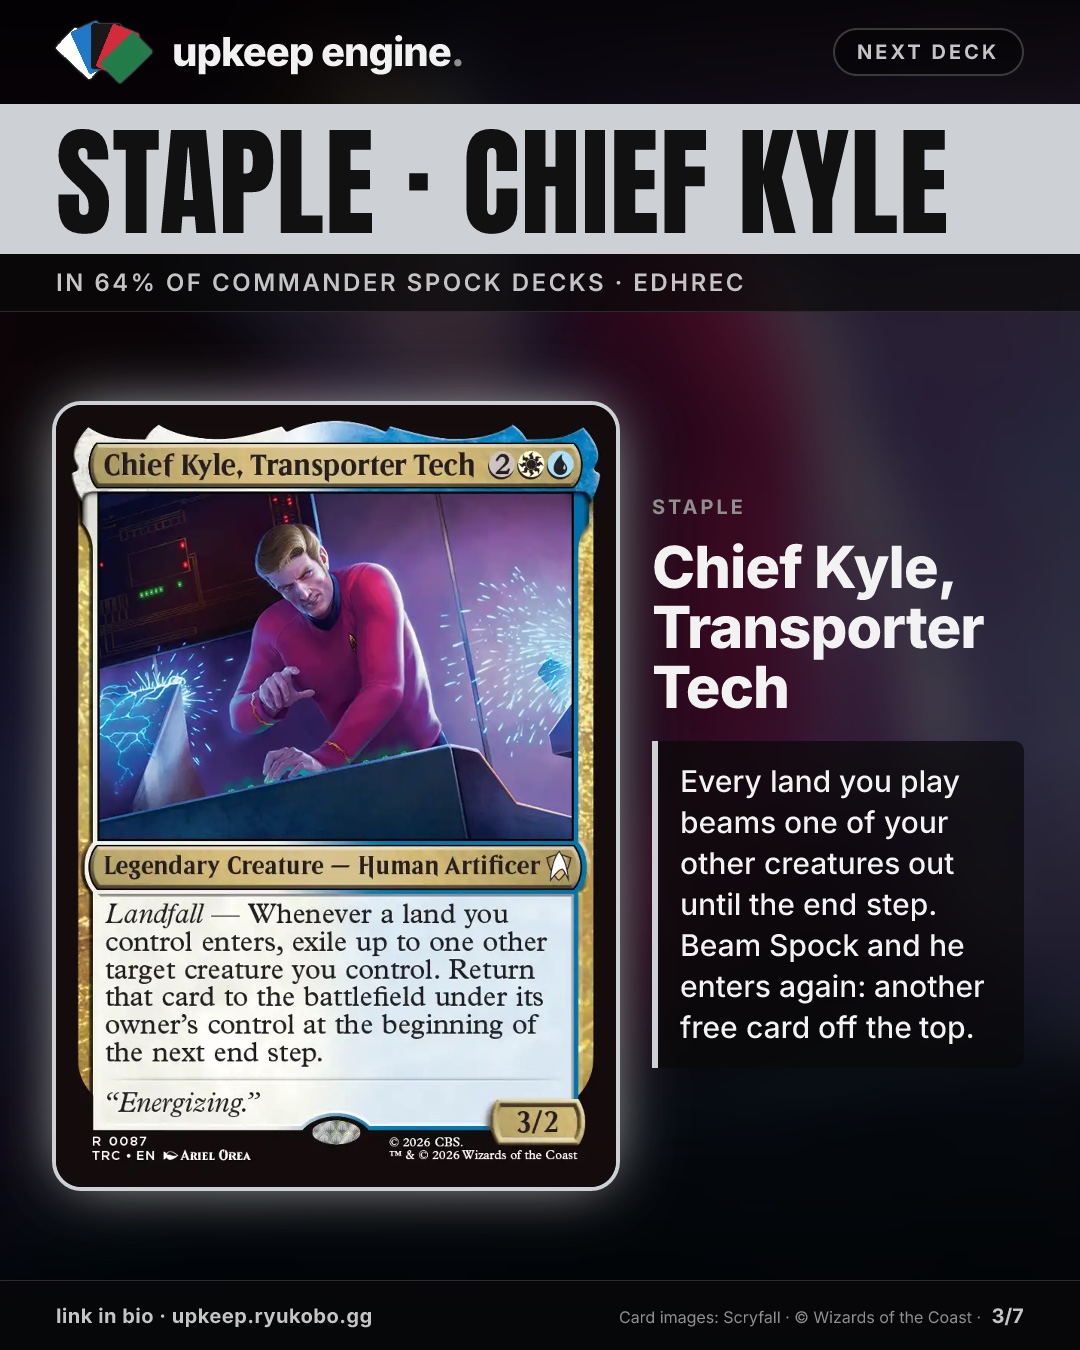 upkeep engine.
NEXT DECK
STAPLE · CHIEF KYLE
IN 64% OF COMMANDER SPOCK DECKS · EDHREC
Chief Kyle, Transporter Tech 2
Legendary Creature — Human Artificer
Landfall — Whenever a land you
control enters, exile up to one other
target creature you control. Return
that card to the battlefield under its
owner’s control at the beginning of
the next end step.
“Energizing.”
3/2
R 0087
TRC • EN Ariel Orea
© 2026 CBS.
™ & © 2026 Wizards of the Coast
STAPLE
Chief Kyle,
Transporter
Tech
Every land you play
beams one of your
other creatures out
until the end step.
Beam Spock and he
enters again: another
free card off the top.
link in bio · upkeep.ryukobo.gg
Card images: Scryfall · © Wizards of the Coast · 3/7